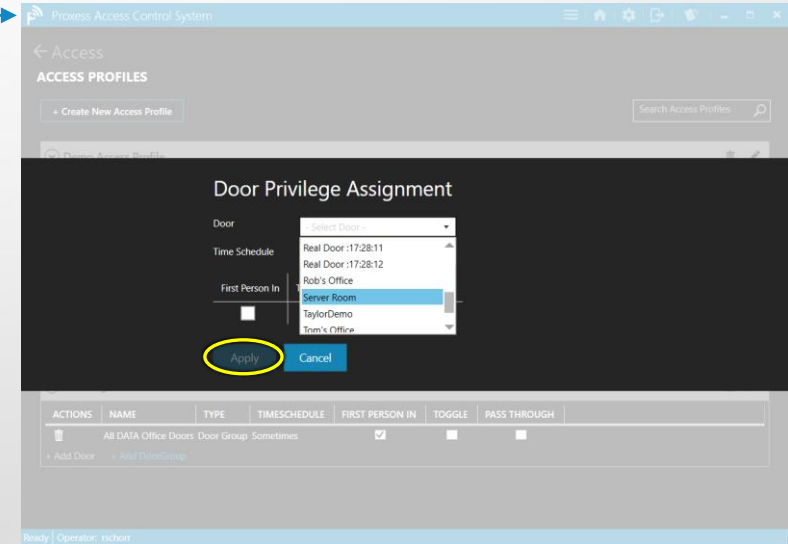 Proxess Access Control System
Access
ACCESS PROFILES
+ Create New Access Profile
Search Access Profiles
Demo Access Profile
Door Privilege Assignment
Door
- Select Door -
Time Schedule
Real Door :17:28:11
Real Door :17:28:12
Rob's Office
Server Room
TaylorDemo
Tom's Office
First Person In
Apply
Cancel
ACTIONS NAME TYPE TIMESCHEDULE FIRST PERSON IN TOGGLE PASS THROUGH
All DATA Office Doors Door Group Sometimes
+ Add Door + Add DoorGroup
Ready Operator: rschorr